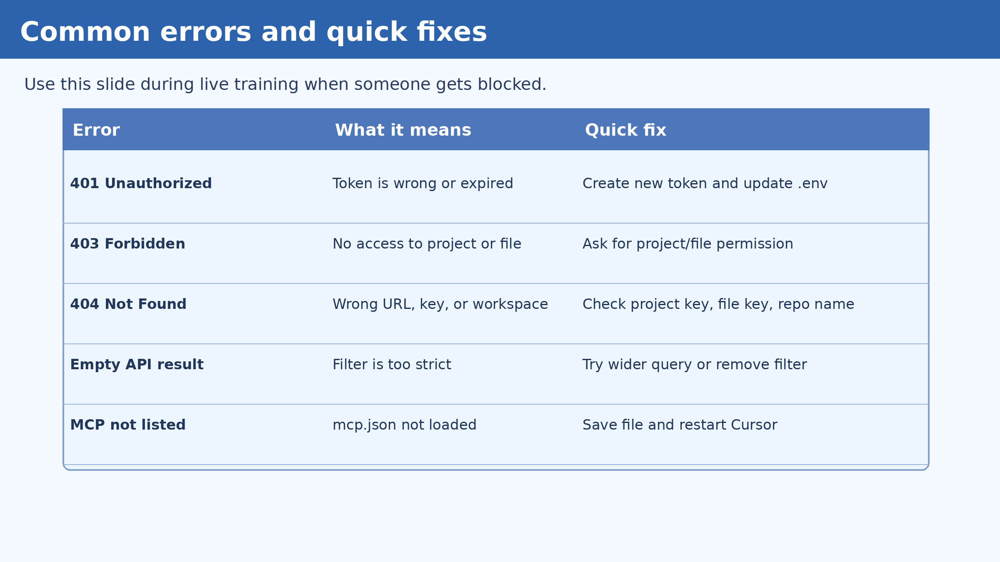 Common errors and quick fixes
Use this slide during live training when someone gets blocked.
Error What it means Quick fix
401 Unauthorized Token is wrong or expired Create new token and update .env
403 Forbidden No access to project or file Ask for project/file permission
404 Not Found Wrong URL, key, or workspace Check project key, file key, repo name
Empty API result Filter is too strict Try wider query or remove filter
MCP not listed mcp.json not loaded Save file and restart Cursor